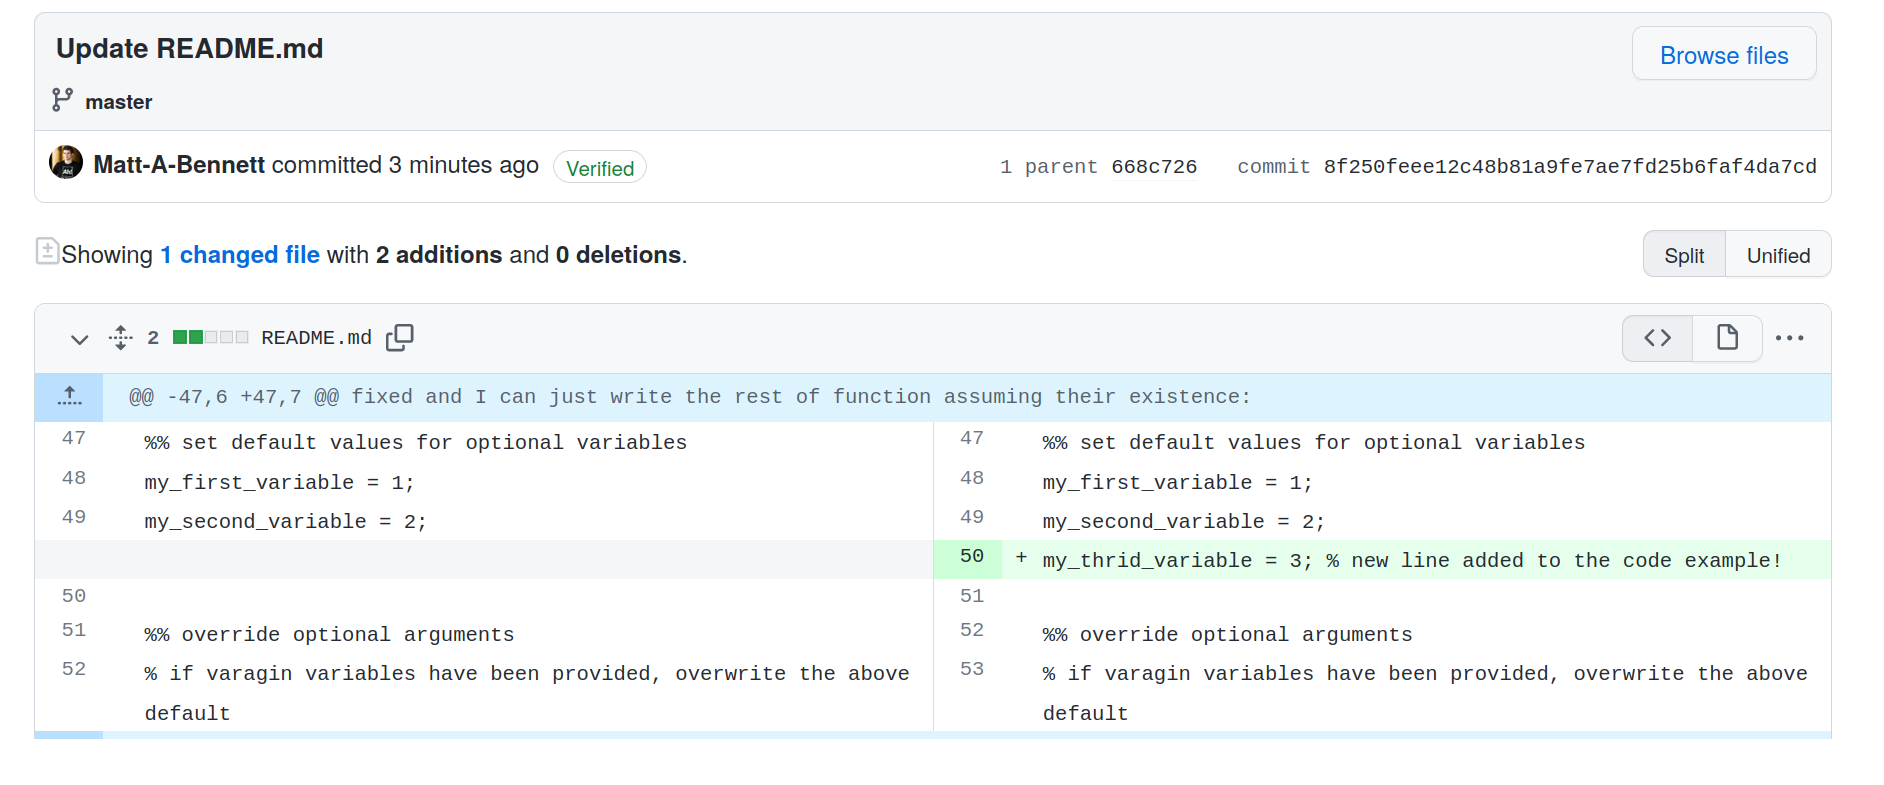 Update README.md
Browse files
master
Matt-A-Bennett committed 3 minutes ago Verified 1 parent 668c726 commit 8f250feee12c48b81a9fe7ae7fd25b6faf4da7cd
Showing 1 changed file with 2 additions and 0 deletions.
Split Unified
2 README.md
@@ -47,6 +47,7 @@ fixed and I can just write the rest of function assuming their existence:
47 %% set default values for optional variables
48 my_first_variable = 1;
49 my_second_variable = 2;
50
51 %% override optional arguments
52 % if varagin variables have been provided, overwrite the above
default
47 %% set default values for optional variables
48 my_first_variable = 1;
49 my_second_variable = 2;
50 + my_thrid_variable = 3; % new line added to the code example!
51
52 %% override optional arguments
53 % if varagin variables have been provided, overwrite the above
default